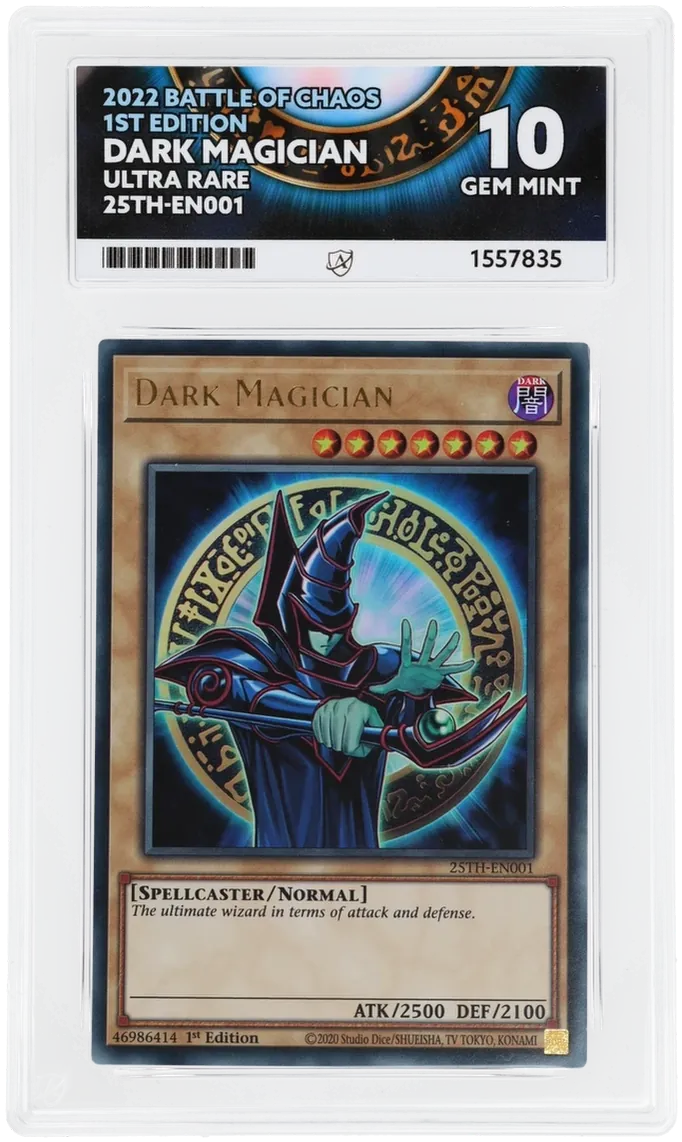 2022 BATTLE OF CHAOS
1ST EDITION
DARK MAGICIAN
ULTRA RARE
25TH-EN001
10
GEM MINT
1557835
DARK MAGICIAN
DARK
闇
25TH-EN001
[SPELLCASTER/NORMAL]
The ultimate wizard in terms of attack and defense.
ATK/2500 DEF/2100
46986414 1st Edition ©2020 Studio Dice/SHUEISHA, TV TOKYO, KONAMI